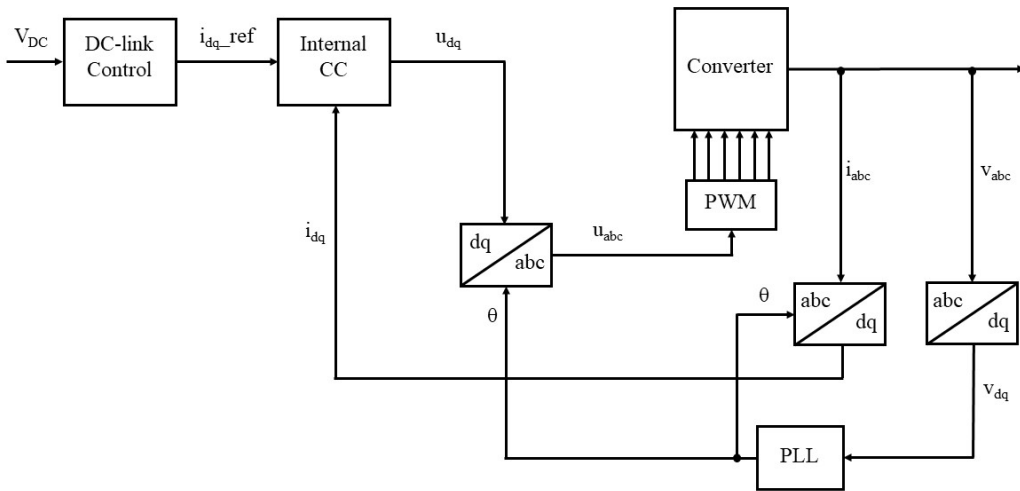 V_DC
DC-link
Control
i_dq_ref
Internal
CC
u_dq
Converter
i_abc
v_abc
PWM
i_dq
dq
abc
u_abc
θ
θ
abc
dq
abc
dq
v_dq
PLL